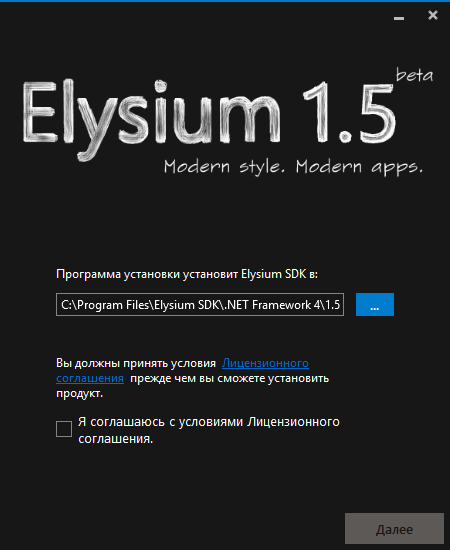 beta
Elysium 1.5
Modern style. Modern apps.
Программа установки установит Elysium SDK в:
C:\Program Files\Elysium SDK\.NET Framework 4\1.5
...
Вы должны принять условия Лицензионного
соглашения прежде чем вы сможете установить
продукт.
Я соглашаюсь с условиями Лицензионного
соглашения.
Далее